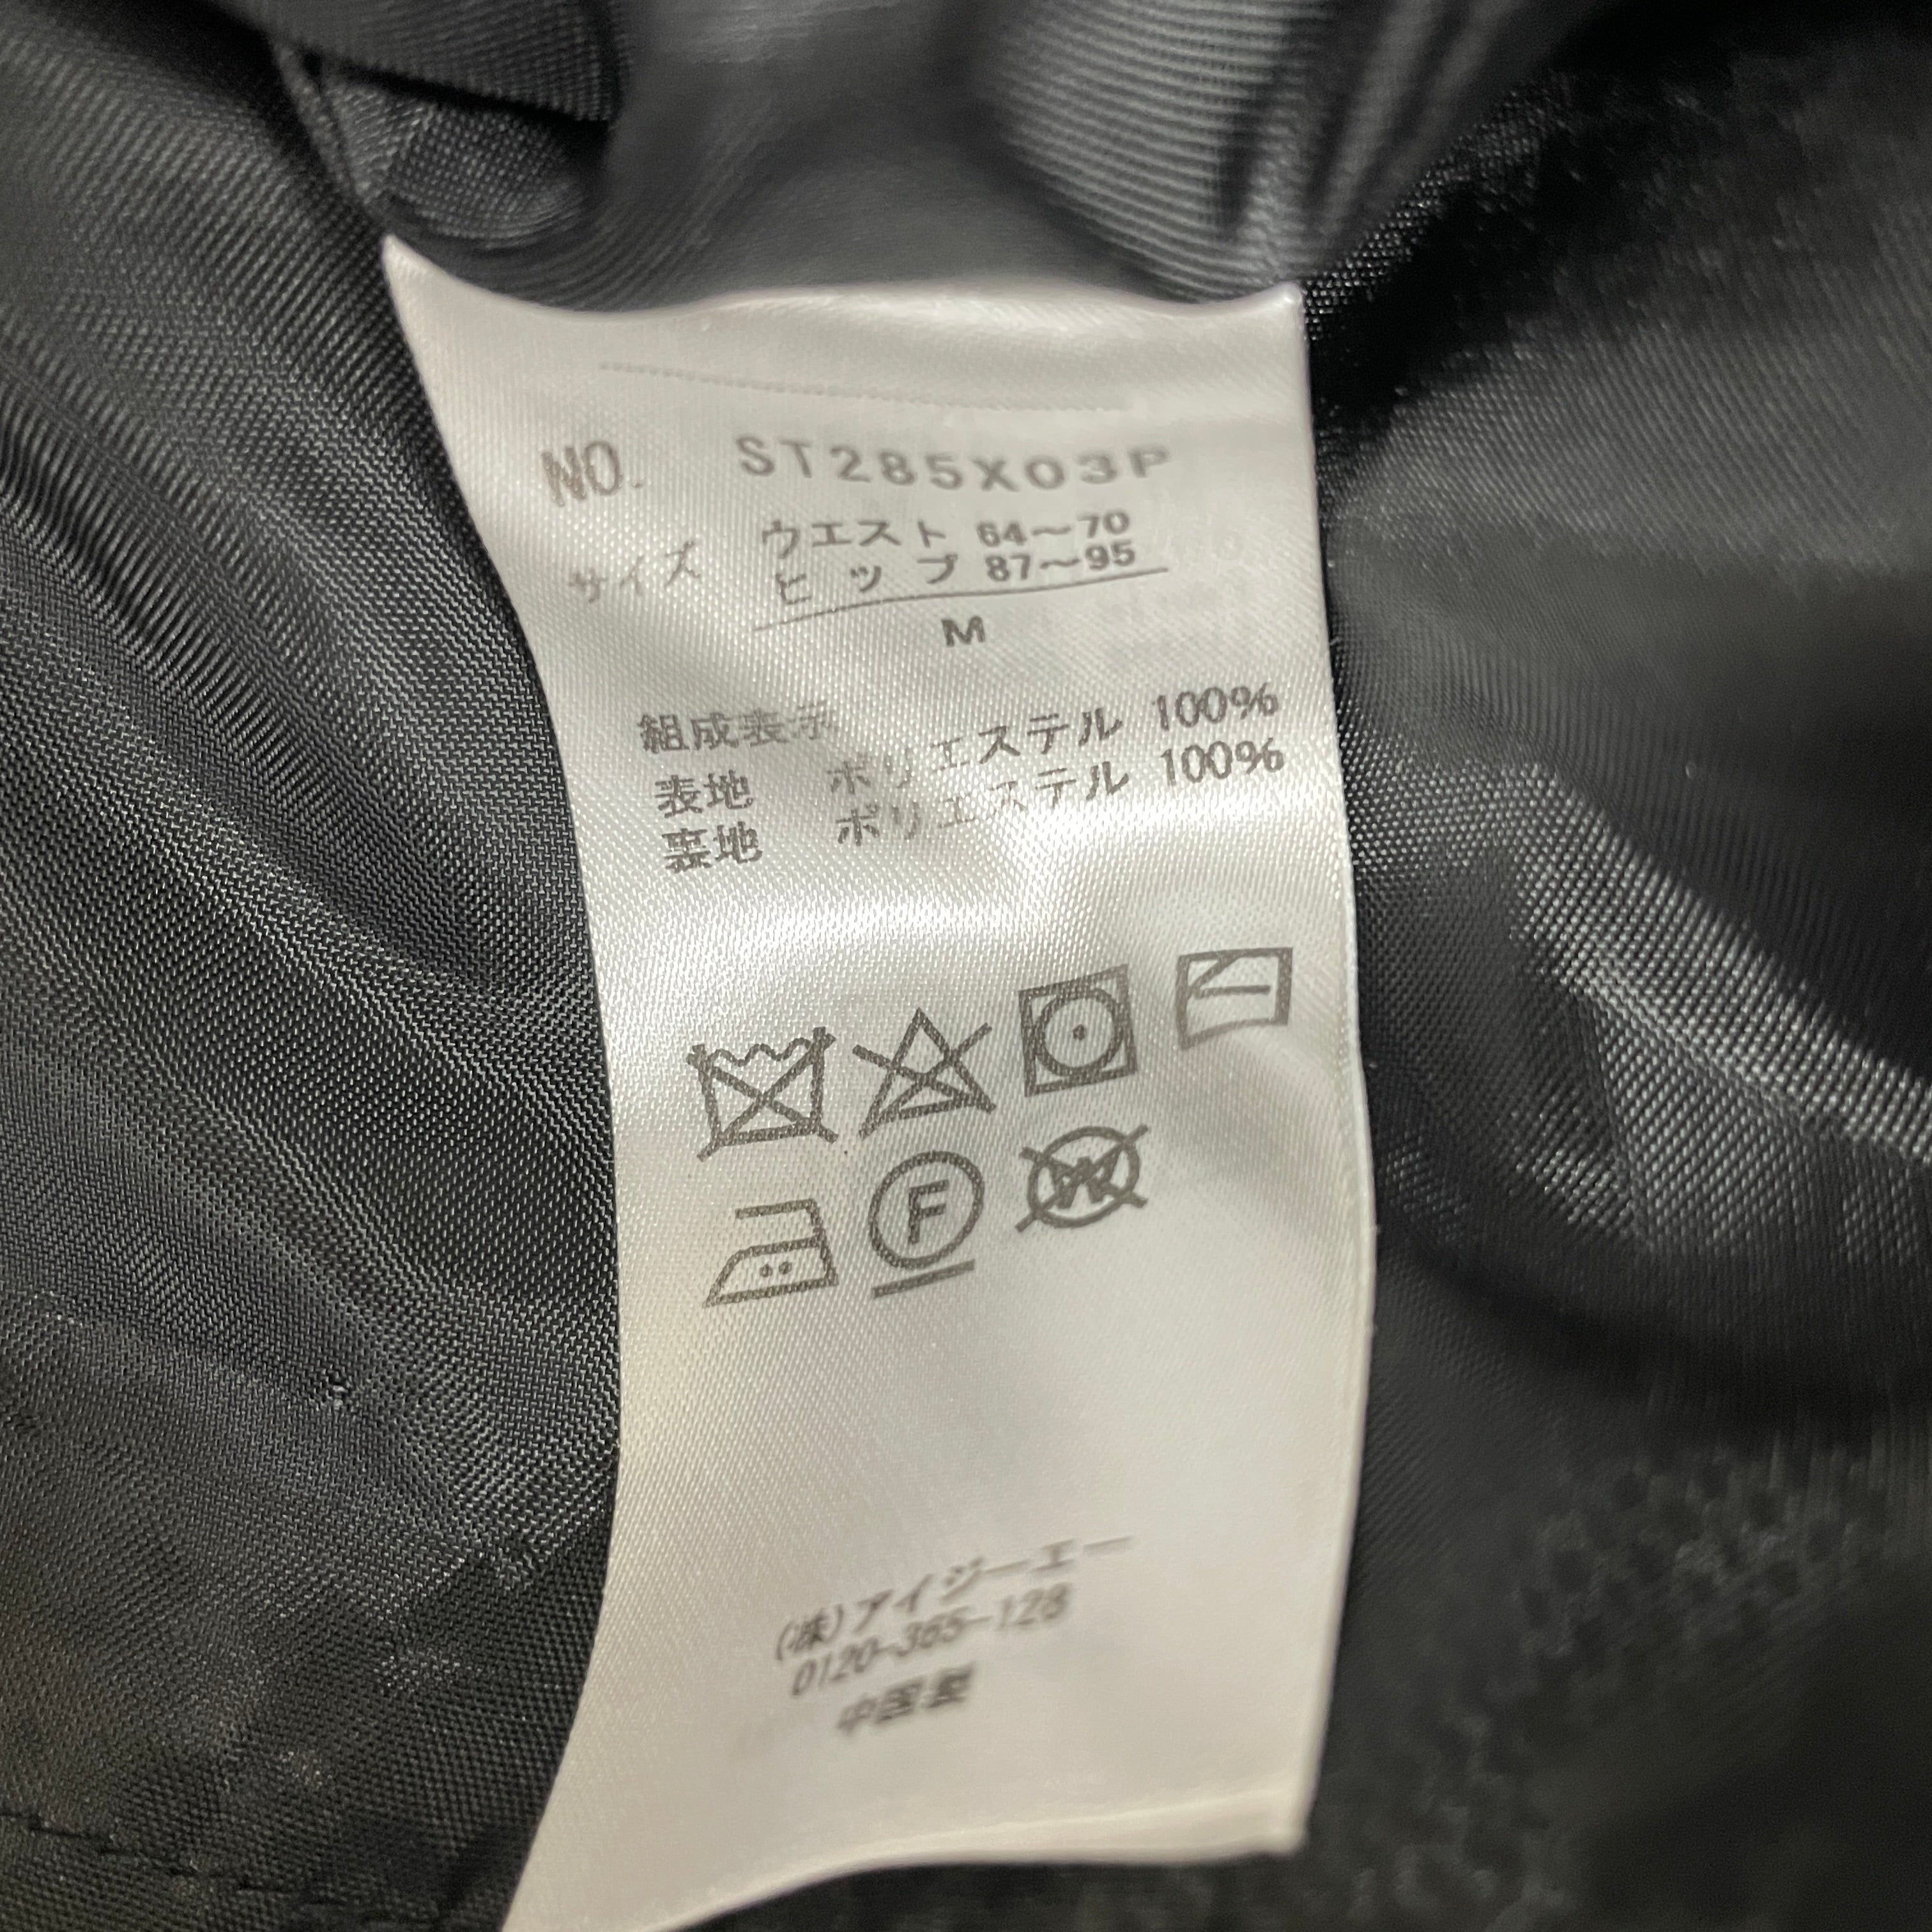 NO. ST285X03P
サイズ ウエスト 64〜70
ヒップ 87〜95
M
組成表示
表地 ポリエステル 100%
裏地 ポリエステル 100%
F
W
(株)アイジーエー
0120-365-128
中国製